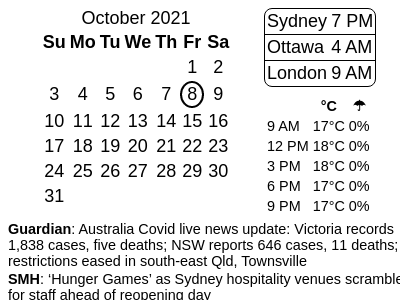 October 2021
Su Mo Tu We Th Fr Sa
1 2
3 4 5 6 7 8 9
10 11 12 13 14 15 16
17 18 19 20 21 22 23
24 25 26 27 28 29 30
31
Sydney 7 PM
Ottawa 4 AM
London 9 AM
°C ☂
9 AM 17°C 0%
12 PM 18°C 0%
3 PM 18°C 0%
6 PM 17°C 0%
9 PM 17°C 0%
Guardian: Australia Covid live news update: Victoria records
1,838 cases, five deaths; NSW reports 646 cases, 11 deaths;
restrictions eased in south-east Qld, Townsville
SMH: ‘Hunger Games’ as Sydney hospitality venues scramble
for staff ahead of reopening day